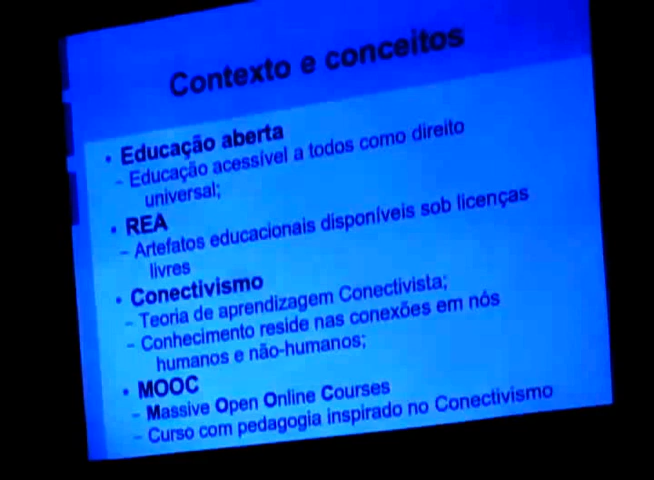 Contexto e conceitos
• Educação aberta
– Educação acessível a todos como direito
universal;
• REA
– Artefatos educacionais disponíveis sob licenças
livres
• Conectivismo
– Teoria de aprendizagem Conectivista;
– Conhecimento reside nas conexões em nós
humanos e não-humanos;
• MOOC
– Massive Open Online Courses
– Curso com pedagogia inspirado no Conectivismo